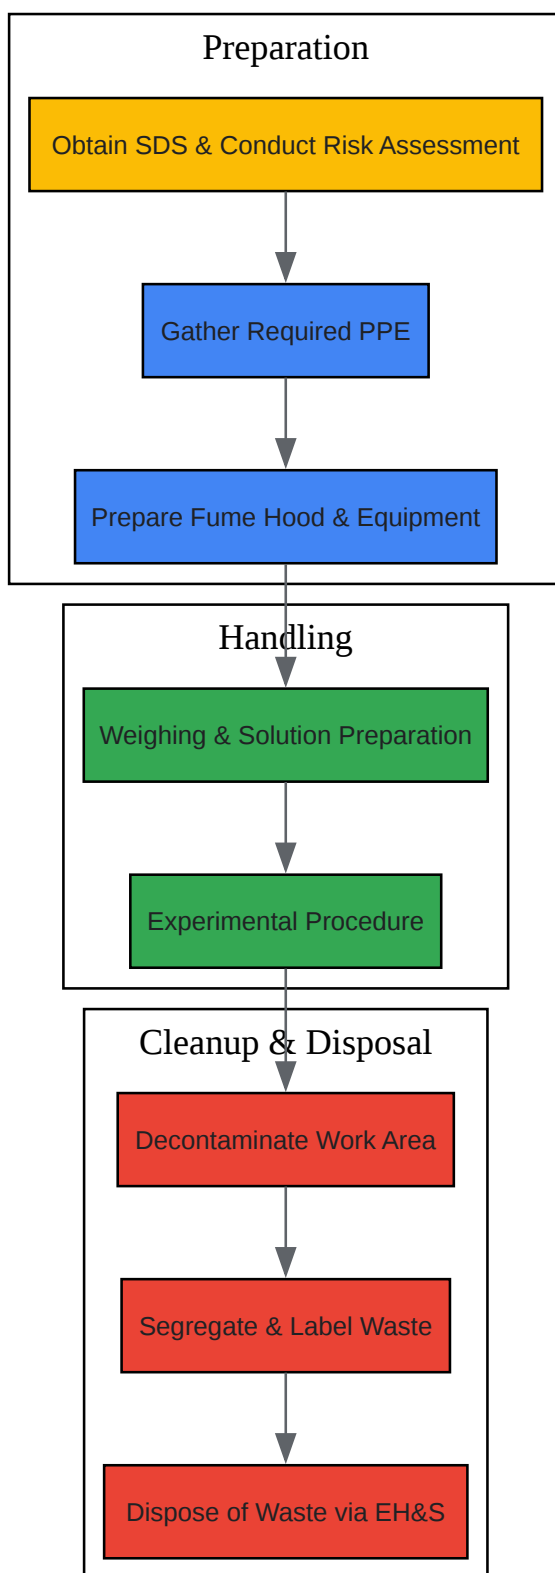 Preparation
Obtain SDS & Conduct Risk Assessment
Gather Required PPE
Prepare Fume Hood & Equipment
Handling
Weighing & Solution Preparation
Experimental Procedure
Cleanup & Disposal
Decontaminate Work Area
Segregate & Label Waste
Dispose of Waste via EH&S